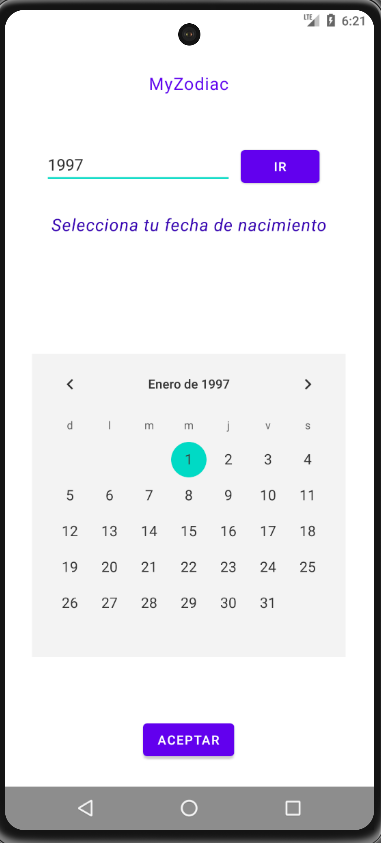 LTE 6:21
MyZodiac
1997 IR
Selecciona tu fecha de nacimiento
Enero de 1997
d l m m j v s
1 2 3 4
5 6 7 8 9 10 11
12 13 14 15 16 17 18
19 20 21 22 23 24 25
26 27 28 29 30 31
ACEPTAR